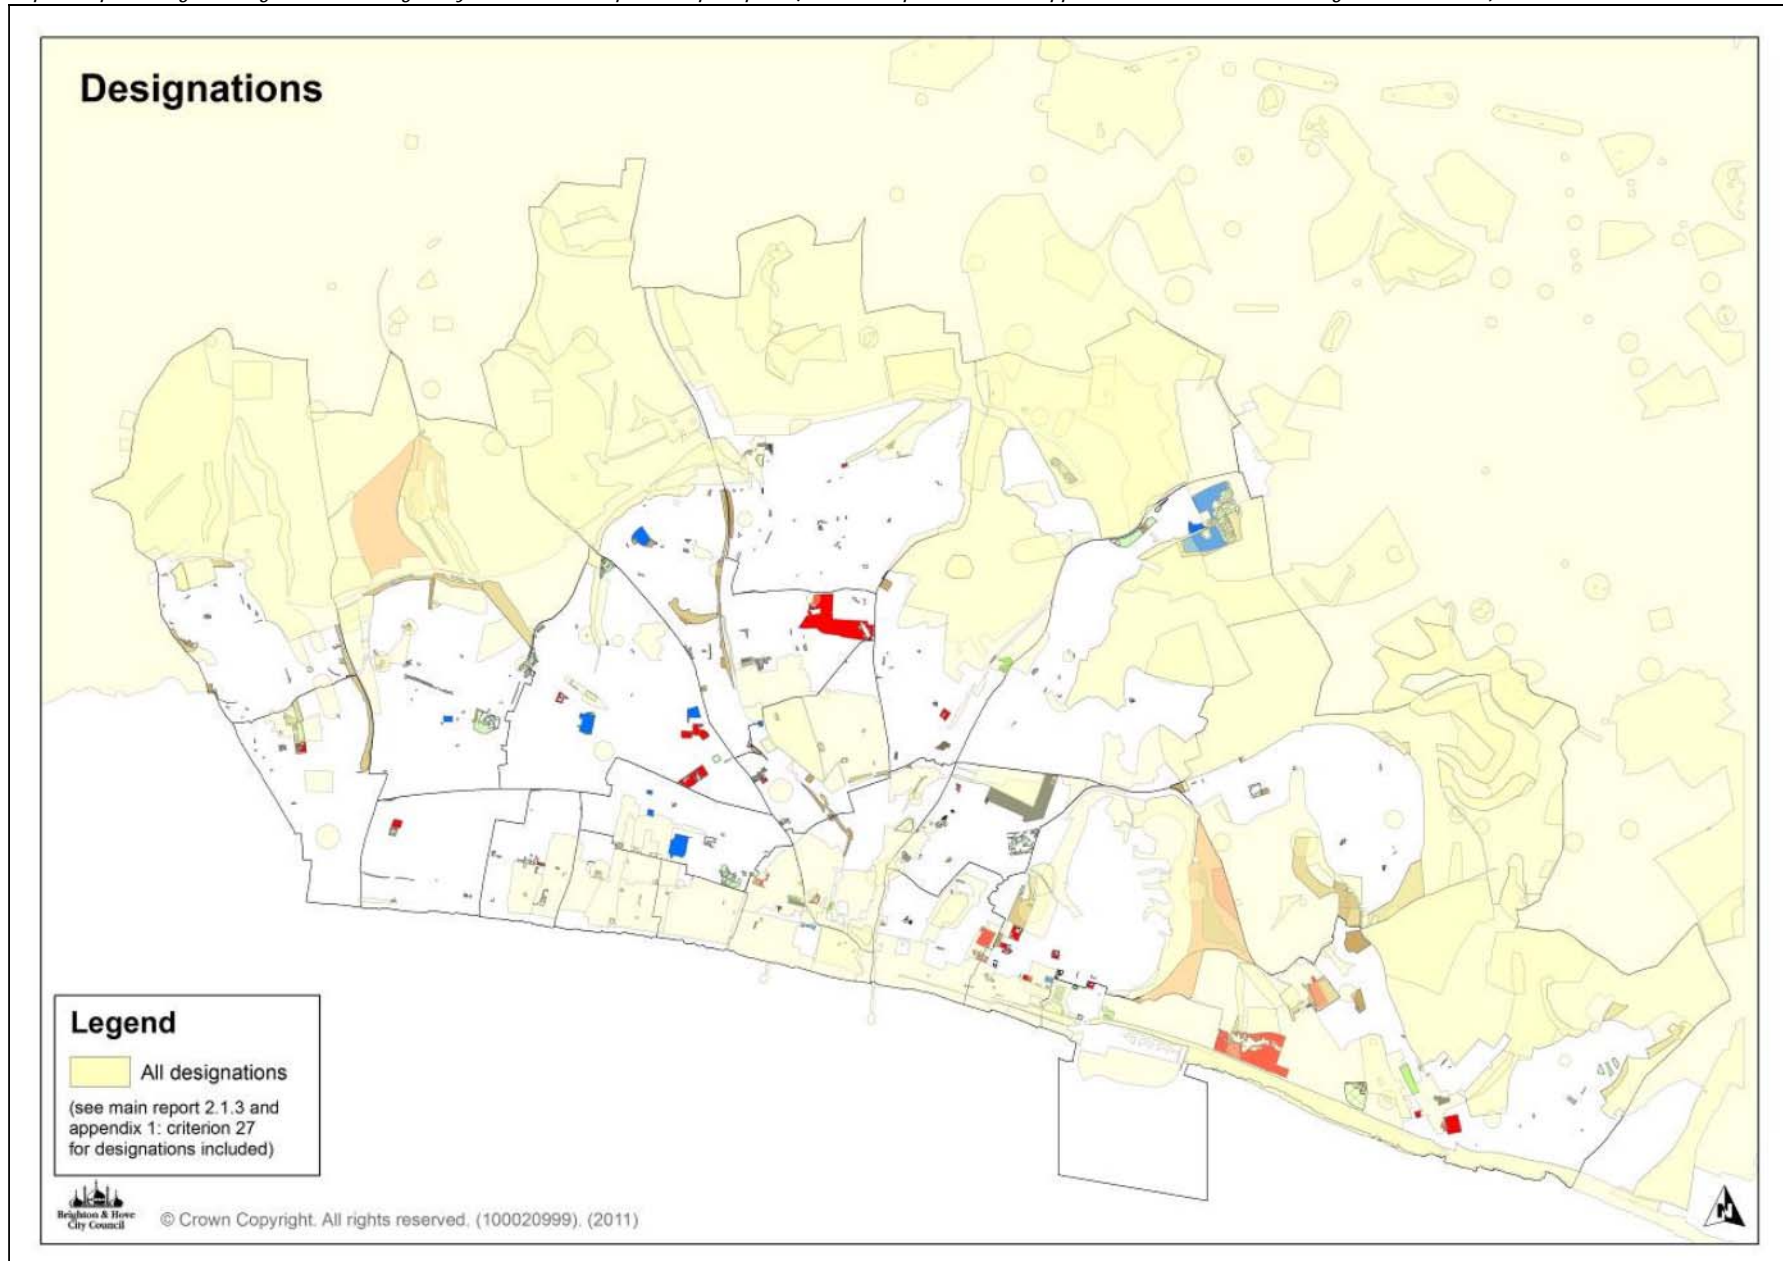 Designations
Legend
All designations
(see main report 2.1.3 and
appendix 1: criterion 27
for designations included)
Brighton & Hove
City Council
© Crown Copyright. All rights reserved. (100020999). (2011)
N